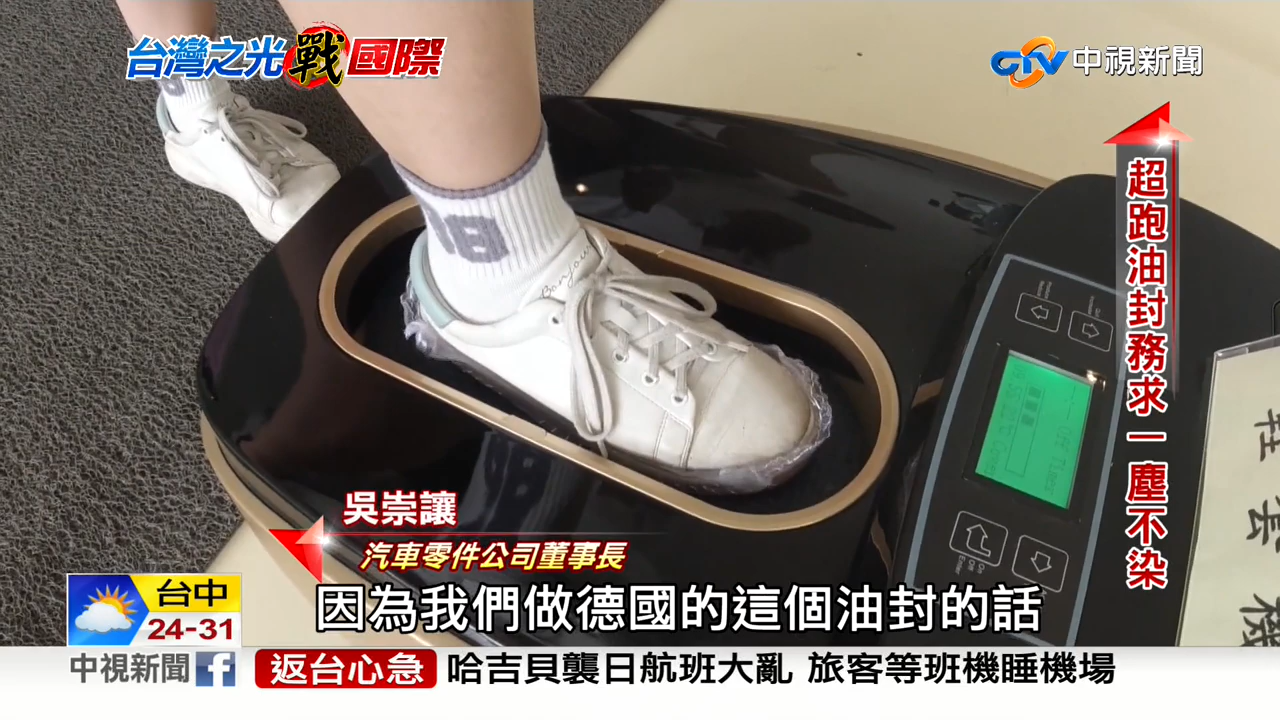 台灣之光戰國際
CTV中視新聞
超跑油封務求一塵不染
Bonjour
吳崇讓
汽車零件公司董事長
因為我們做德國的這個油封的話
台中
24-31
中視新聞
返台心急
哈吉貝襲日航班大亂 旅客等班機睡機場